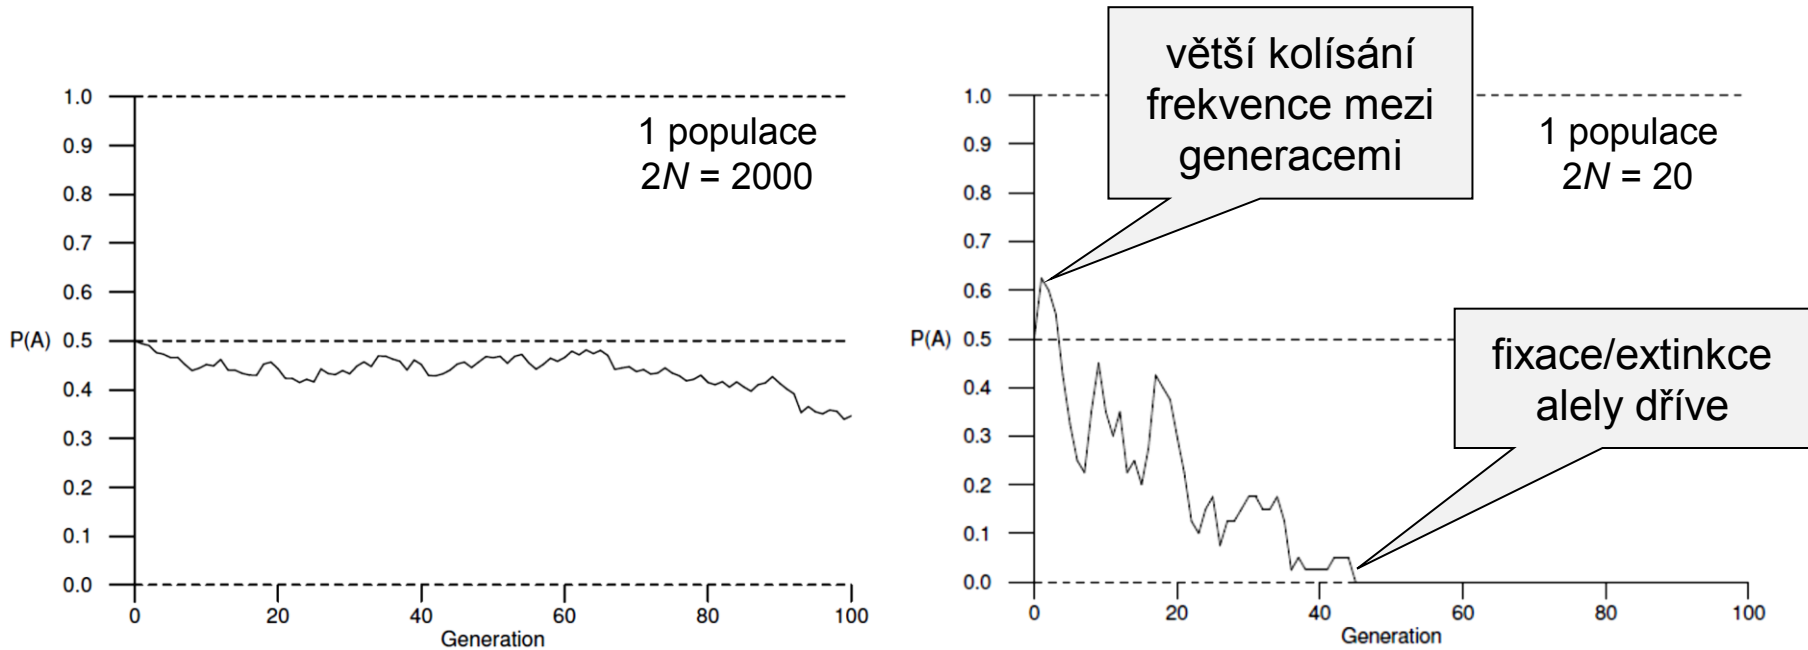 1.0
0.9
0.8
0.7
0.6
P(A) 0.5
0.4
0.3
0.2
0.1
0.0
0 20 40 60 80 100
Generation
1 populace
2N = 2000
1.0
0.9
0.8
0.7
0.6
P(A) 0.5
0.4
0.3
0.2
0.1
0.0
0 20 40 60 80 100
Generation
větší kolísání
frekvence mezi
generacemi
1 populace
2N = 20
fixace/extinkce
alely dříve